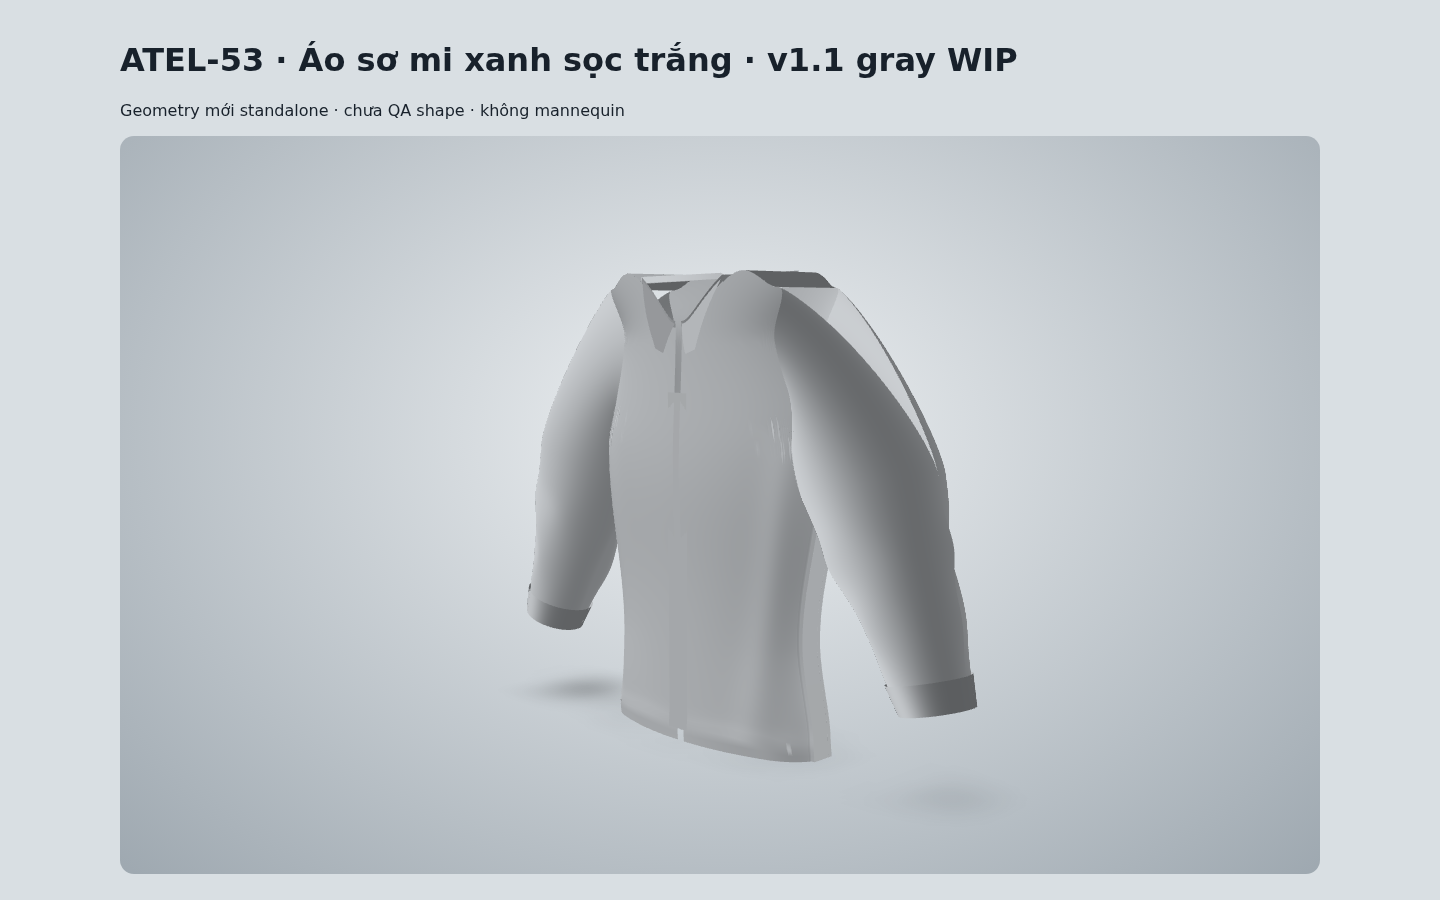 ATEL-53 · Áo sơ mi xanh sọc trắng · v1.1 gray WIP
Geometry mới standalone · chưa QA shape · không mannequin